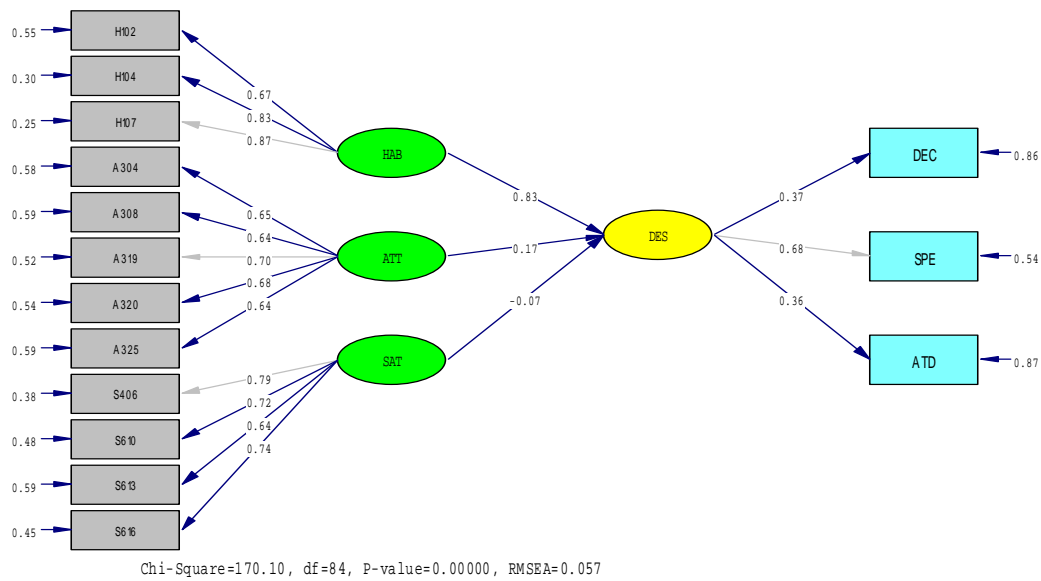 0.55 H102
0.30 H104
0.25 H107
0.58 A304
0.59 A308
0.52 A319
0.54 A320
0.59 A325
0.38 S406
0.48 S610
0.59 S613
0.45 S616
0.67
0.83
0.87
0.65
0.64
0.70
0.68
0.64
0.79
0.72
0.64
0.74
HAB
ATT
SAT
0.83
0.17
-0.07
DES
0.37
0.68
0.36
DEC 0.86
SPE 0.54
ATD 0.87
Chi-Square=170.10, df=84, P-value=0.00000, RMSEA=0.057